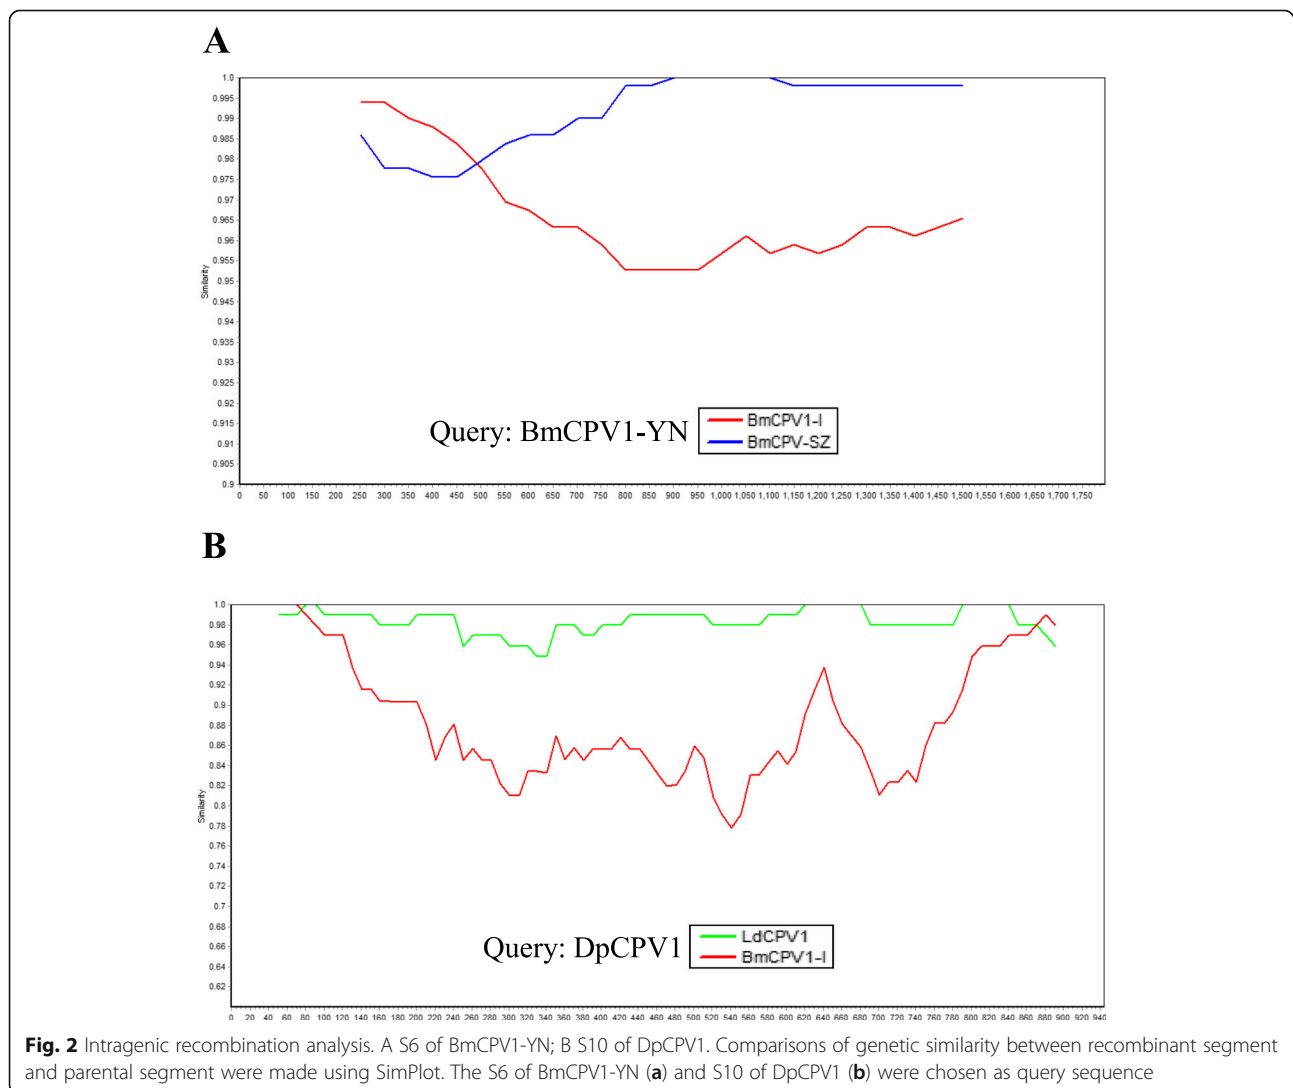 A
Similarity
1.0
0.995
0.99
0.985
0.98
0.975
0.97
0.965
0.96
0.955
0.95
0.945
0.94
0.935
0.93
0.925
0.92
0.915
0.91
0.905
0.9
Query: BmCPV1-YN
BmCPV1-I
BmCPV-SZ
0 50 100 150 200 250 300 350 400 450 500 550 600 650 700 750 800 850 900 950 1,000 1,050 1,100 1,150 1,200 1,250 1,300 1,350 1,400 1,450 1,500 1,550 1,600 1,650 1,700 1,750
B
Similarity
1.0
0.98
0.96
0.94
0.92
0.9
0.88
0.86
0.84
0.82
0.8
0.78
0.76
0.74
0.72
0.7
0.68
0.66
0.64
0.62
Query: DpCPV1
LdCPV1
BmCPV1-I
0 20 40 60 80 100 120 140 160 180 200 220 240 260 280 300 320 340 360 380 400 420 440 460 480 500 520 540 560 580 600 620 640 660 680 700 720 740 760 780 800 820 840 860 880 900 920 940
Fig. 2 Intragenic recombination analysis. A S6 of BmCPV1-YN; B S10 of DpCPV1. Comparisons of genetic similarity between recombinant segment
and parental segment were made using SimPlot. The S6 of BmCPV1-YN (a) and S10 of DpCPV1 (b) were chosen as query sequence